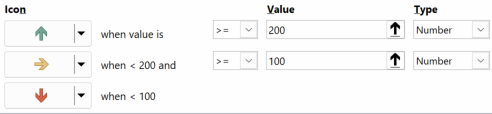 Icon Value Type
when value is >= 200 Number
when < 200 and >= 100 Number
when < 100